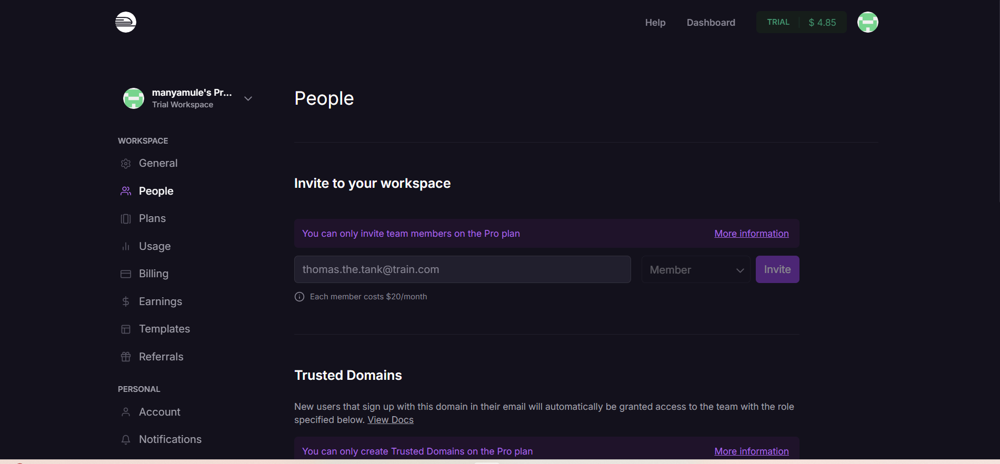 Help
Dashboard
TRIAL
$ 4.85
manyamule's Pr...
Trial Workspace
WORKSPACE
General
People
Plans
Usage
Billing
Earnings
Templates
Referrals
PERSONAL
Account
Notifications
People
Invite to your workspace
You can only invite team members on the Pro plan
More information
thomas.the.tank@train.com
Member
Invite
Each member costs $20/month
Trusted Domains
New users that sign up with this domain in their email will automatically be granted access to the team with the role
specified below. View Docs
You can only create Trusted Domains on the Pro plan
More information